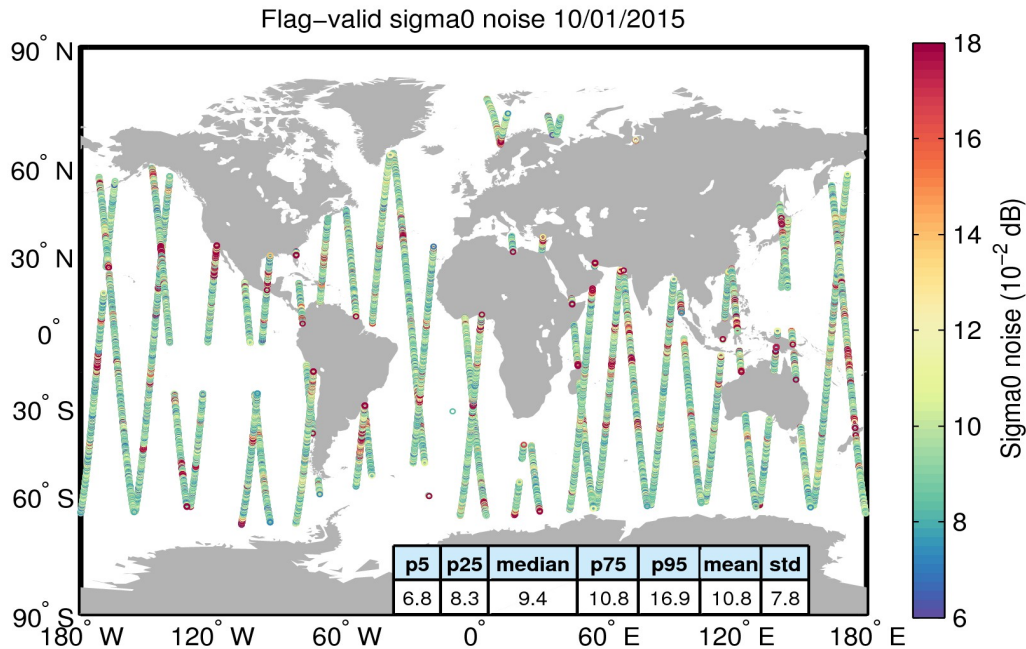 Flag−valid sigma0 noise 10/01/2015
90° N
60° N
30° N
0°
30° S
60° S
90° S
180° W
120° W
60° W
0°
60° E
120° E
180° E
p5 p25 median p75 p95 mean std
6.8 8.3 9.4 10.8 16.9 10.8 7.8
18
16
14
12
10
8
6
Sigma0 noise (10⁻² dB)